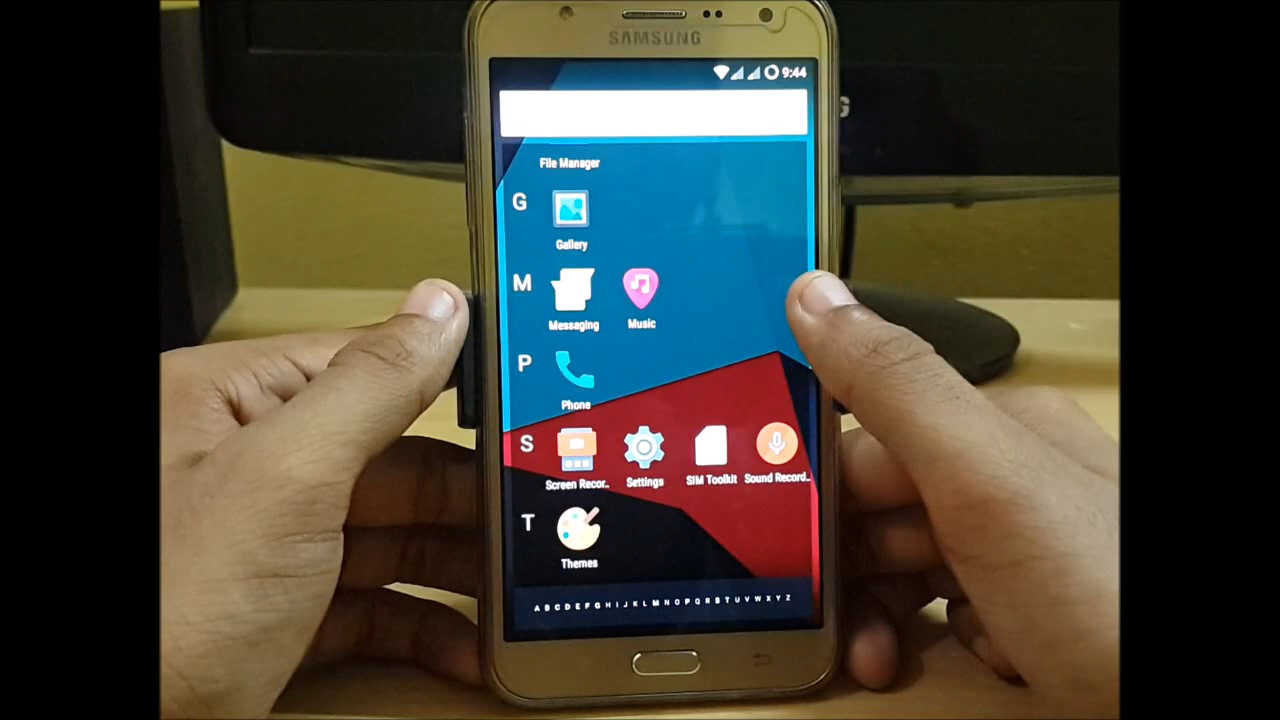 SAMSUNG
9:44
G
File Manager
G
Gallery
M
Messaging Music
P
Phone
S
Screen Recor.. Settings SIM Toolkit Sound Record..
T
Themes
A B C D E F G H I J K L M N O P Q R S T U V W X Y Z